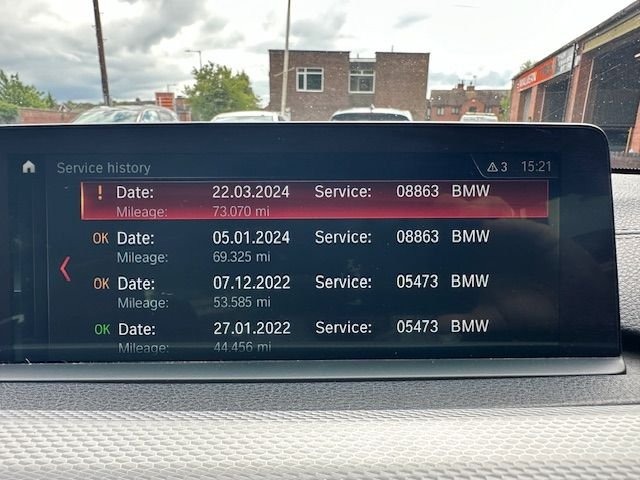 Service history
3 15:21
! Date: 22.03.2024 Service: 08863 BMW
Mileage: 73.070 mi
OK Date: 05.01.2024 Service: 08863 BMW
Mileage: 69.325 mi
OK Date: 07.12.2022 Service: 05473 BMW
Mileage: 53.585 mi
OK Date: 27.01.2022 Service: 05473 BMW
Mileage: 44.456 mi